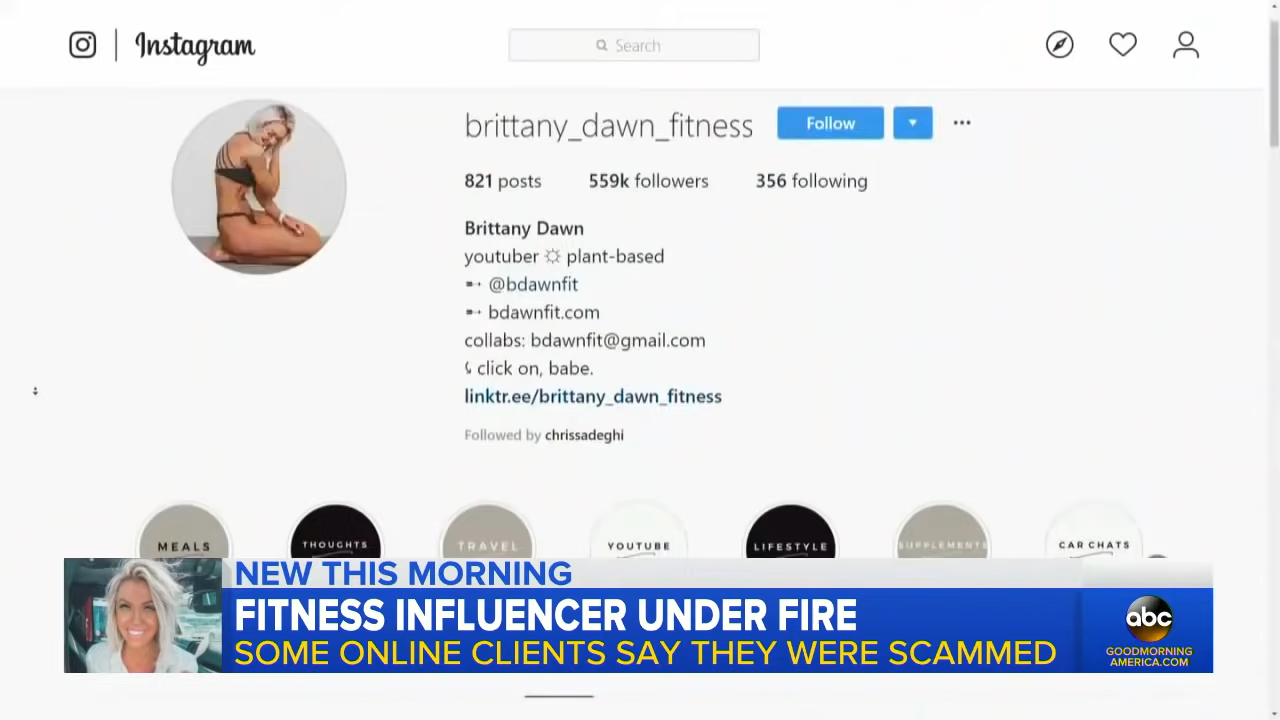 Instagram
Search
brittany_dawn_fitness Follow
821 posts 559k followers 356 following
Brittany Dawn
youtuber ☼ plant-based
➸ @bdawnfit
➸ bdawnfit.com
collabs: bdawnfit@gmail.com
⤹ click on, babe.
linktr.ee/brittany_dawn_fitness
Followed by chrissadeghi
MEALS THOUGHTS TRAVEL YOUTUBE LIFESTYLE SUPPLEMENTS CAR CHATS
NEW THIS MORNING
FITNESS INFLUENCER UNDER FIRE
SOME ONLINE CLIENTS SAY THEY WERE SCAMMED
abc
GOODMORNING
AMERICA.COM